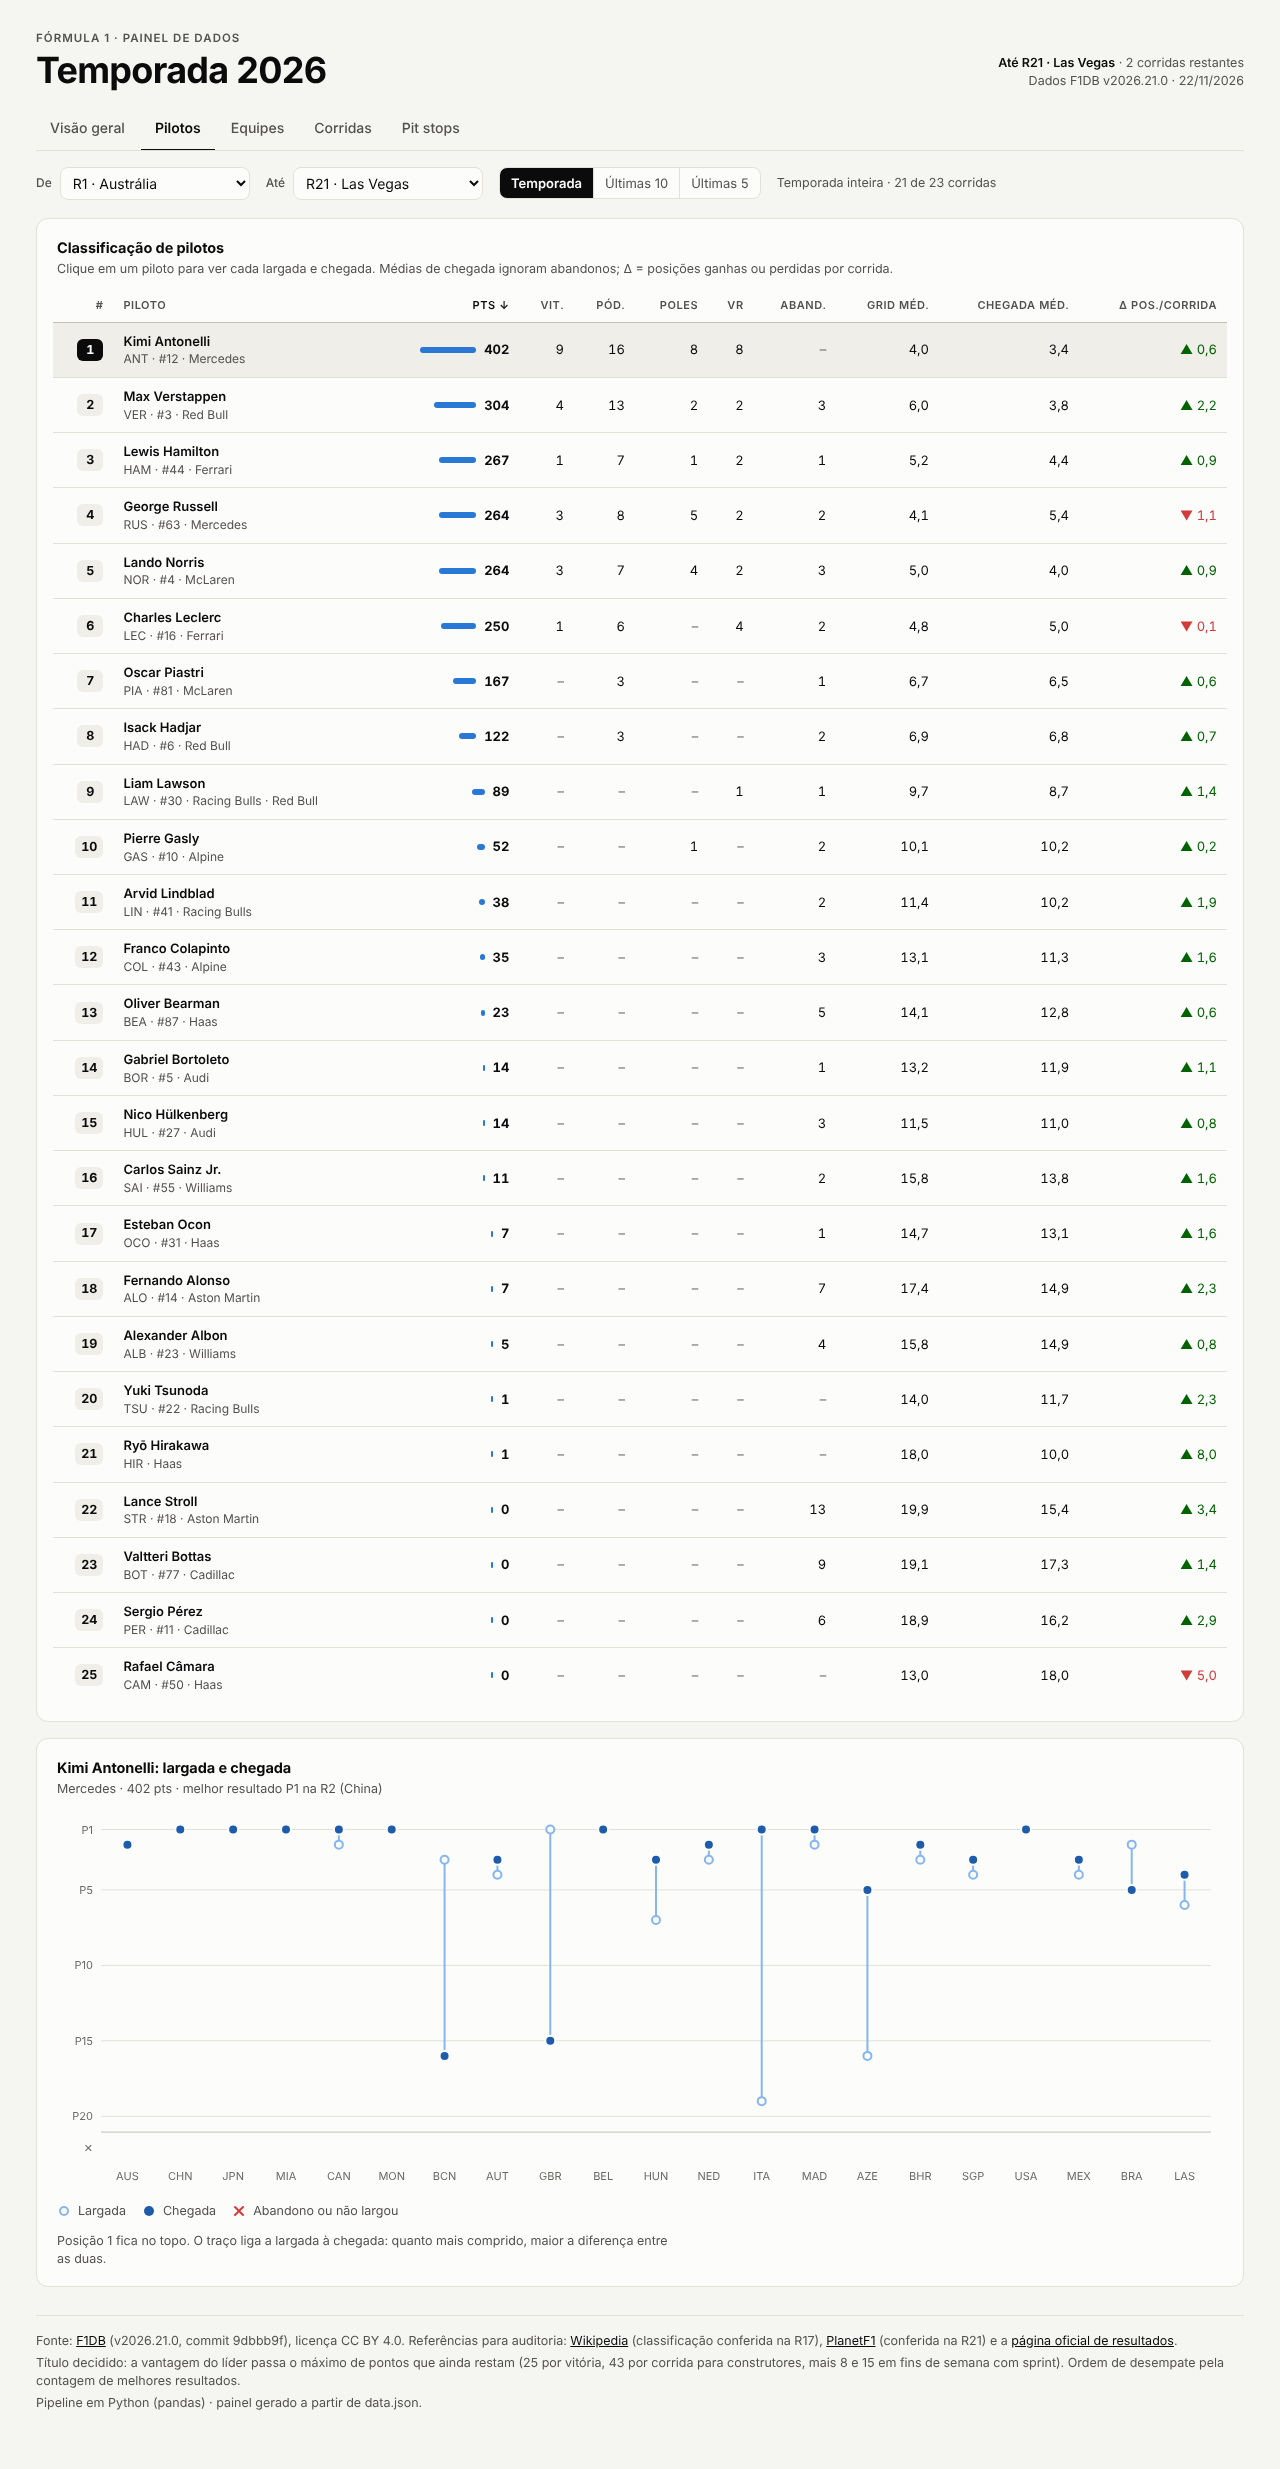 FÓRMULA 1 · PAINEL DE DADOS
Temporada 2026
Até R21 · Las Vegas · 2 corridas restantes
Dados F1DB v2026.21.0 · 22/11/2026
Visão geral Pilotos Equipes Corridas Pit stops
De R1 · Austrália Até R21 · Las Vegas Temporada Últimas 10 Últimas 5 Temporada inteira · 21 de 23 corridas
Classificação de pilotos
Clique em um piloto para ver cada largada e chegada. Médias de chegada ignoram abandonos; Δ = posições ganhas ou perdidas por corrida.
# PILOTO PTS ↓ VIT. PÓD. POLES VR ABAND. GRID MÉD. CHEGADA MÉD. Δ POS./CORRIDA
1 Kimi Antonelli 402 9 16 8 8 – 4,0 3,4 ▲ 0,6
ANT · #12 · Mercedes
2 Max Verstappen 304 4 13 2 2 3 6,0 3,8 ▲ 2,2
VER · #3 · Red Bull
3 Lewis Hamilton 267 1 7 1 2 1 5,2 4,4 ▲ 0,9
HAM · #44 · Ferrari
4 George Russell 264 3 8 5 2 2 4,1 5,4 ▼ 1,1
RUS · #63 · Mercedes
5 Lando Norris 264 3 7 4 2 3 5,0 4,0 ▲ 0,9
NOR · #4 · McLaren
6 Charles Leclerc 250 1 6 – 4 2 4,8 5,0 ▼ 0,1
LEC · #16 · Ferrari
7 Oscar Piastri 167 – 3 – – 1 6,7 6,5 ▲ 0,6
PIA · #81 · McLaren
8 Isack Hadjar 122 – 3 – – 2 6,9 6,8 ▲ 0,7
HAD · #6 · Red Bull
9 Liam Lawson 89 – – – 1 1 9,7 8,7 ▲ 1,4
LAW · #30 · Racing Bulls · Red Bull
10 Pierre Gasly 52 – – 1 – 2 10,1 10,2 ▲ 0,2
GAS · #10 · Alpine
11 Arvid Lindblad 38 – – – – 2 11,4 10,2 ▲ 1,9
LIN · #41 · Racing Bulls
12 Franco Colapinto 35 – – – – 3 13,1 11,3 ▲ 1,6
COL · #43 · Alpine
13 Oliver Bearman 23 – – – – 5 14,1 12,8 ▲ 0,6
BEA · #87 · Haas
14 Gabriel Bortoleto 14 – – – – 1 13,2 11,9 ▲ 1,1
BOR · #5 · Audi
15 Nico Hülkenberg 14 – – – – 3 11,5 11,0 ▲ 0,8
HUL · #27 · Audi
16 Carlos Sainz Jr. 11 – – – – 2 15,8 13,8 ▲ 1,6
SAI · #55 · Williams
17 Esteban Ocon 7 – – – – 1 14,7 13,1 ▲ 1,6
OCO · #31 · Haas
18 Fernando Alonso 7 – – – – 7 17,4 14,9 ▲ 2,3
ALO · #14 · Aston Martin
19 Alexander Albon 5 – – – – 4 15,8 14,9 ▲ 0,8
ALB · #23 · Williams
20 Yuki Tsunoda 1 – – – – – 14,0 11,7 ▲ 2,3
TSU · #22 · Racing Bulls
21 Ryō Hirakawa 1 – – – – – 18,0 10,0 ▲ 8,0
HIR · Haas
22 Lance Stroll 0 – – – – 13 19,9 15,4 ▲ 3,4
STR · #18 · Aston Martin
23 Valtteri Bottas 0 – – – – 9 19,1 17,3 ▲ 1,4
BOT · #77 · Cadillac
24 Sergio Pérez 0 – – – – 6 18,9 16,2 ▲ 2,9
PER · #11 · Cadillac
25 Rafael Câmara 0 – – – – – 13,0 18,0 ▼ 5,0
CAM · #50 · Haas
Kimi Antonelli: largada e chegada
Mercedes · 402 pts · melhor resultado P1 na R2 (China)
P1
P5
P10
P15
P20
×
AUS CHN JPN MIA CAN MON BCN AUT GBR BEL HUN NED ITA MAD AZE BHR SGP USA MEX BRA LAS
Largada Chegada Abandono ou não largou
Posição 1 fica no topo. O traço liga a largada à chegada: quanto mais comprido, maior a diferença entre
as duas.
Fonte: F1DB (v2026.21.0, commit 9dbbb9f), licença CC BY 4.0. Referências para auditoria: Wikipedia (classificação conferida na R17), PlanetF1 (conferida na R21) e a página oficial de resultados.
Título decidido: a vantagem do líder passa o máximo de pontos que ainda restam (25 por vitória, 43 por corrida para construtores, mais 8 e 15 em fins de semana com sprint). Ordem de desempate pela
contagem de melhores resultados.
Pipeline em Python (pandas) · painel gerado a partir de data.json.